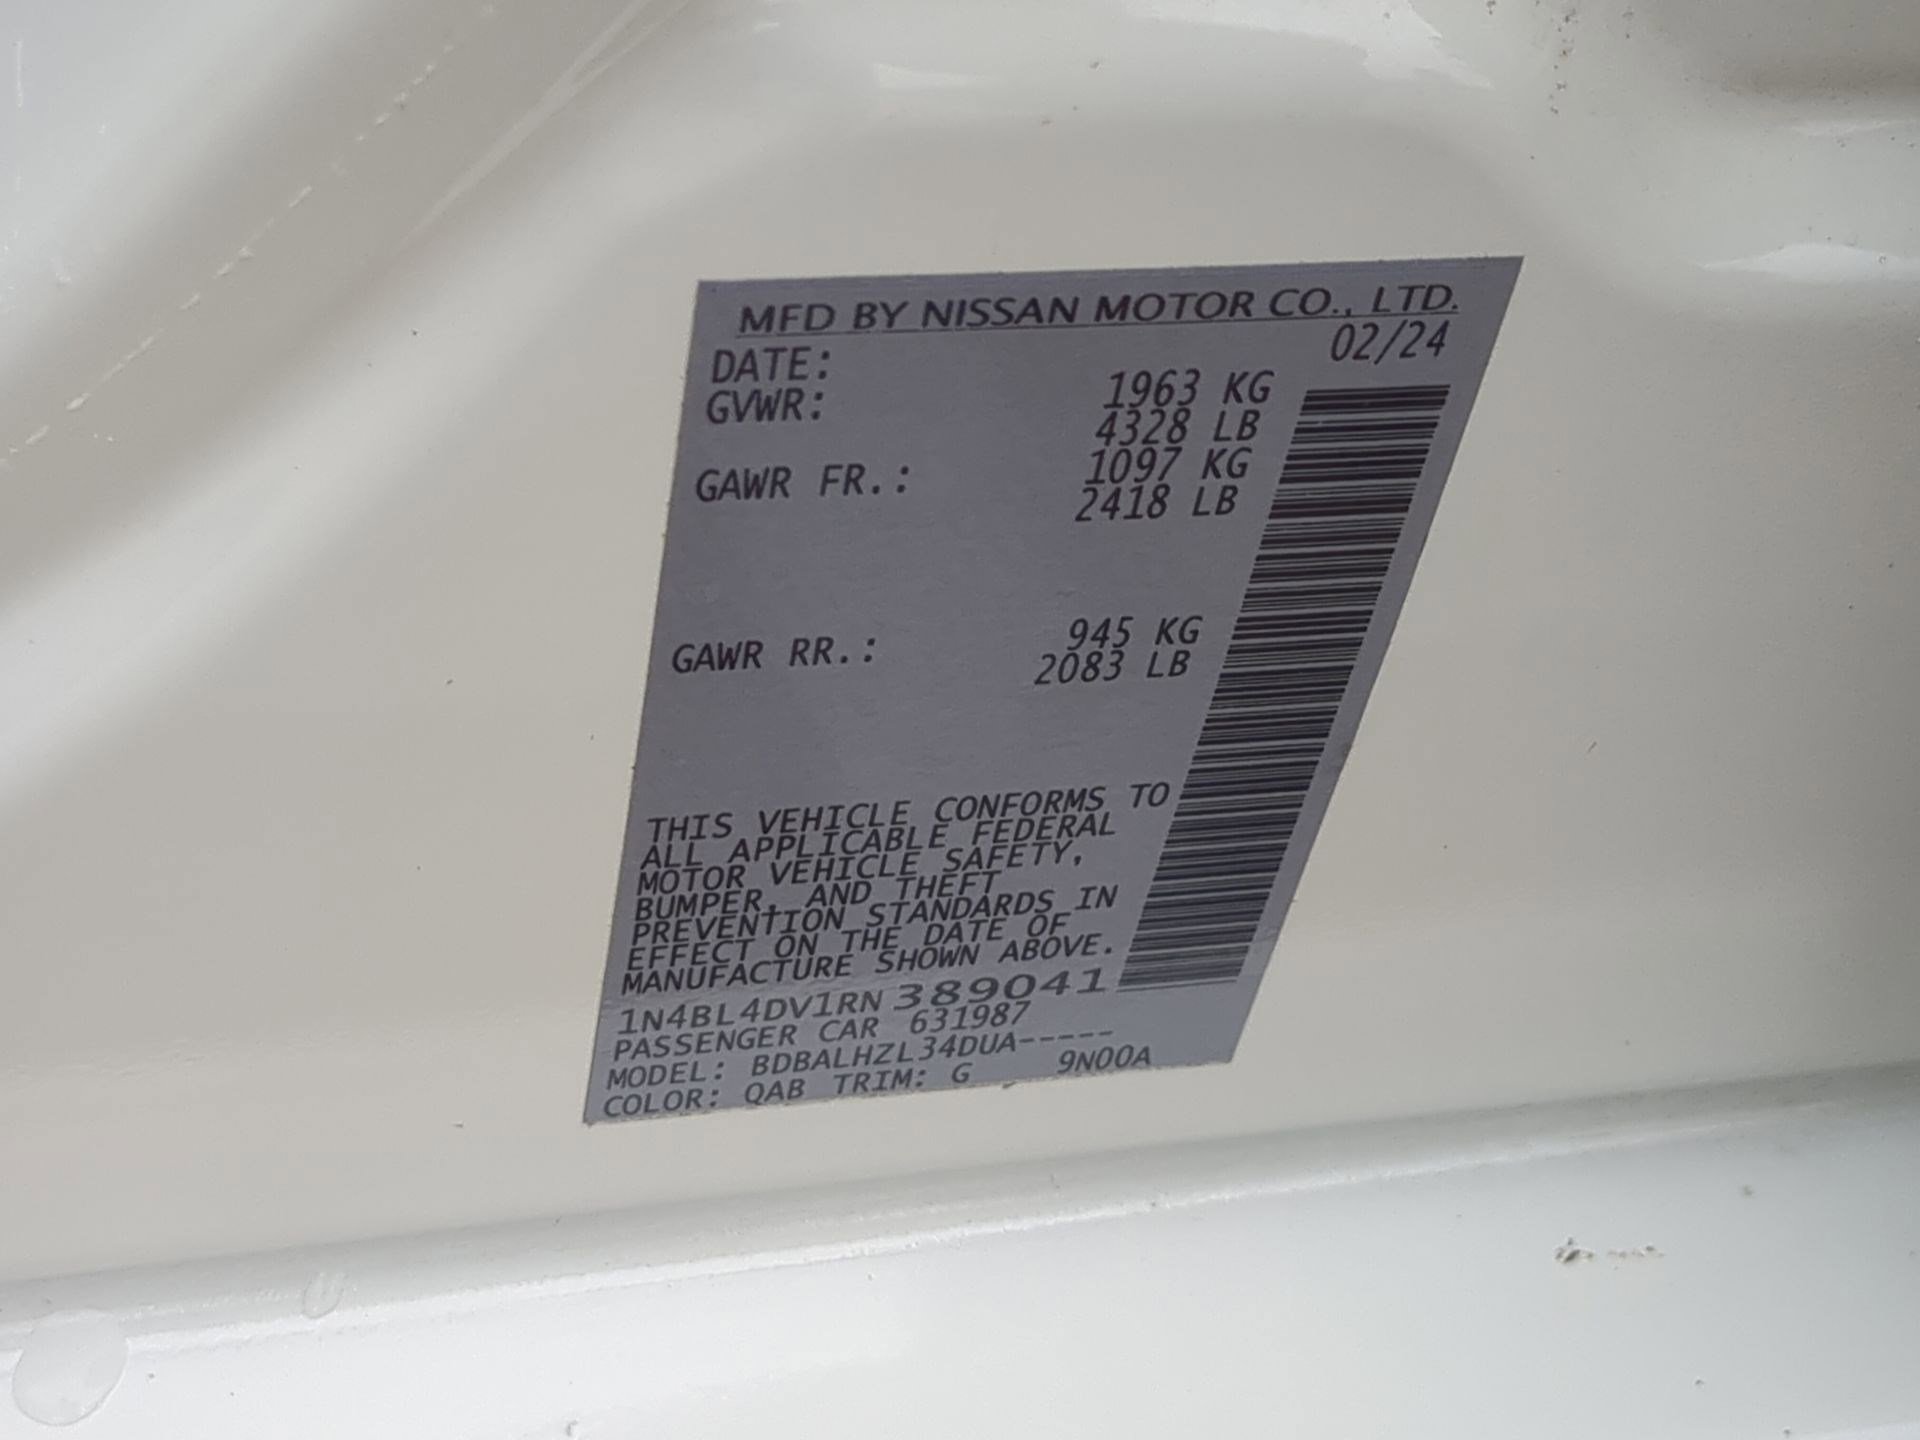 MFD BY NISSAN MOTOR CO., LTD.
DATE: 02/24
GVWR: 1963 KG
4328 LB
GAWR FR.: 1097 KG
2418 LB
GAWR RR.: 945 KG
2083 LB
THIS VEHICLE CONFORMS TO
ALL APPLICABLE FEDERAL
MOTOR VEHICLE SAFETY,
BUMPER, AND THEFT
PREVENTION STANDARDS IN
EFFECT ON THE DATE OF
MANUFACTURE SHOWN ABOVE.
1N4BL4DV1RN389041
PASSENGER CAR 631987
MODEL: BDBALHZL34DUA-----
COLOR: QAB TRIM: G 9N00A